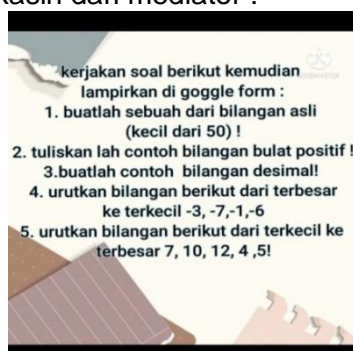 kerjakan soal berikut kemudian
lampirkan di goggle form :
1. buatlah sebuah dari bilangan asli
(kecil dari 50) !
2. tuliskan lah contoh bilangan bulat positif !
3.buatlah contoh bilangan desimal!
4. urutkan bilangan berikut dari terbesar
ke terkecil -3, -7,-1,-6
5. urutkan bilangan berikut dari terkecil ke
terbesar 7, 10, 12, 4 ,5!